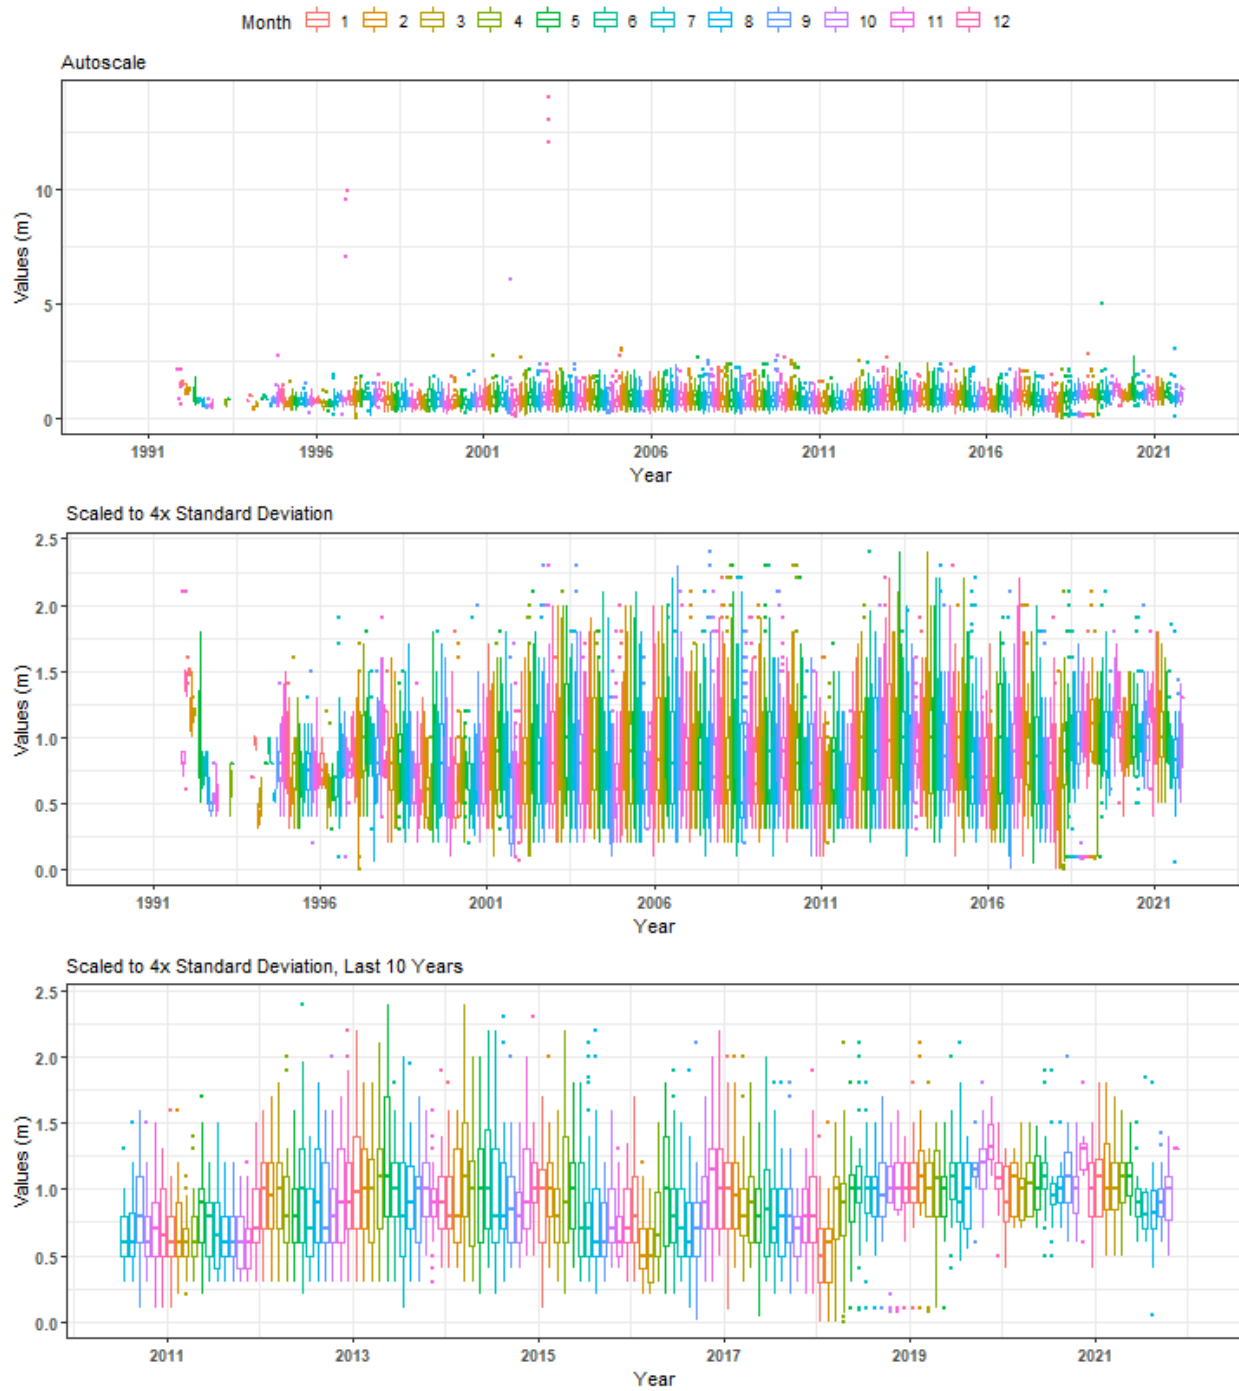 Month 1 2 3 4 5 6 7 8 9 10 11 12
Autoscale
Values (m)
10
5
0
1991 1996 2001 2006 2011 2016 2021
Year
Scaled to 4x Standard Deviation
Values (m)
2.5
2.0
1.5
1.0
0.5
0.0
1991 1996 2001 2006 2011 2016 2021
Year
Scaled to 4x Standard Deviation, Last 10 Years
Values (m)
2.5
2.0
1.5
1.0
0.5
0.0
2011 2013 2015 2017 2019 2021
Year